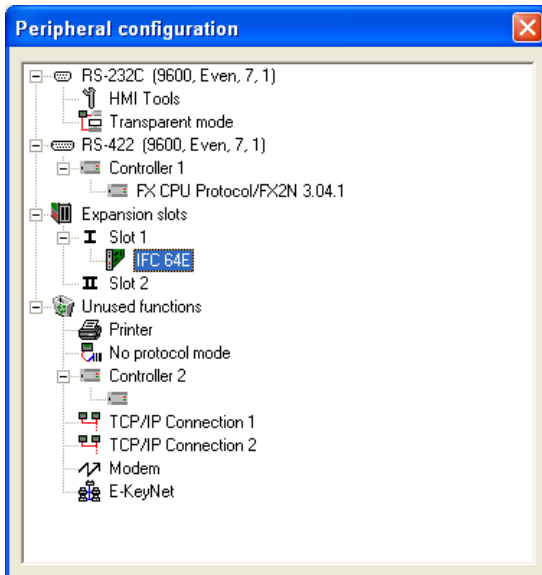 Peripheral configuration
RS-232C (9600, Even, 7, 1)
HMI Tools
Transparent mode
RS-422 (9600, Even, 7, 1)
Controller 1
FX CPU Protocol/FX2N 3.04.1
Expansion slots
I Slot 1
IFC 64E
II Slot 2
Unused functions
Printer
No protocol mode
Controller 2
TCP/IP Connection 1
TCP/IP Connection 2
Modem
E-KeyNet